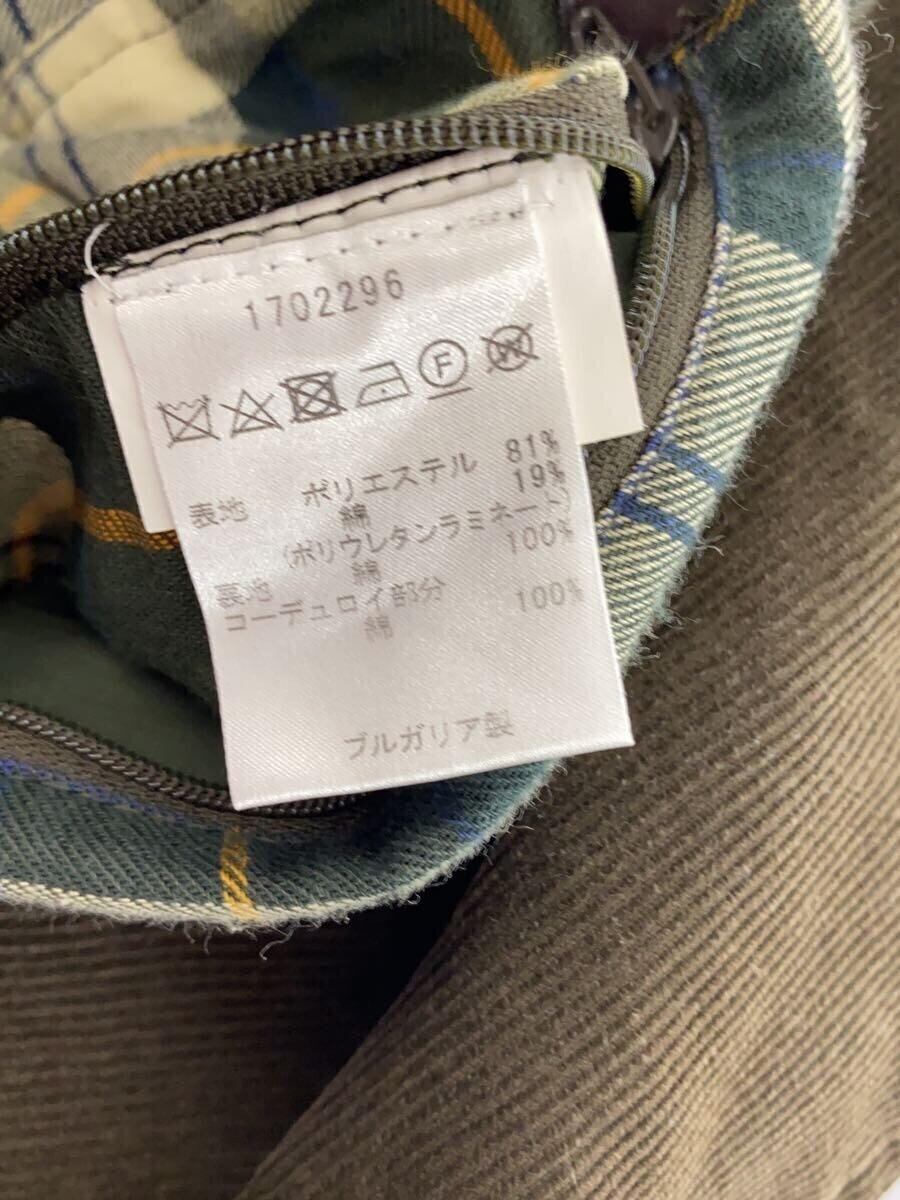 1702296
F W
表地 ポリエステル 81%
綿 19%
(ポリウレタンラミネート)
裏地 綿 100%
コーデュロイ部分
綿 100%
ブルガリア製